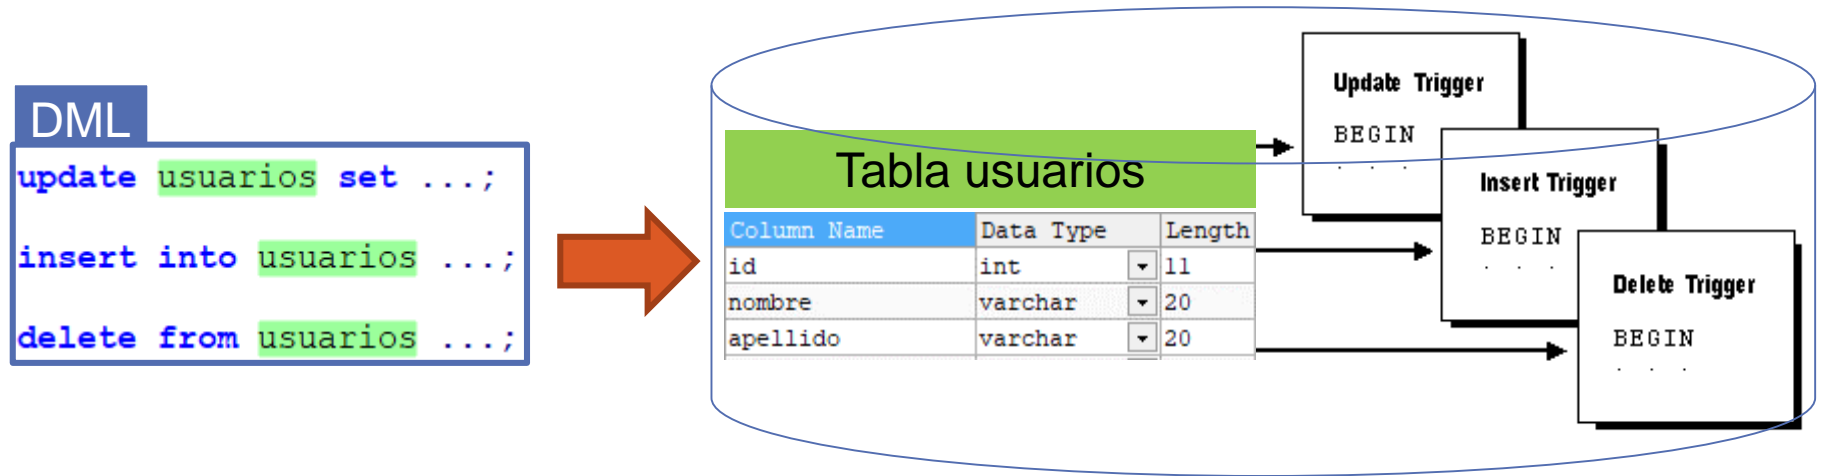 DML
update usuarios set ...;
insert into usuarios ...;
delete from usuarios ...;
Tabla usuarios
Column Name Data Type Length
id int 11
nombre varchar 20
apellido varchar 20
Update Trigger
BEGIN
. . .
Insert Trigger
BEGIN
. . .
Delete Trigger
BEGIN
. . .